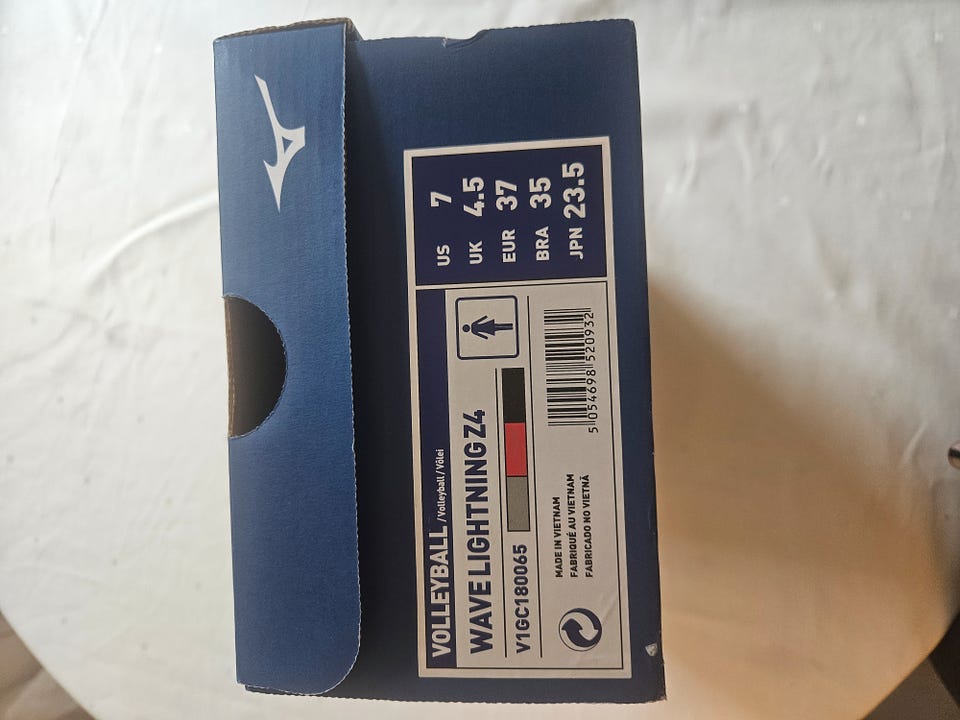 VOLLEYBALL / Volleyball / Vôlei
WAVE LIGHTNING Z4
V1GC180065
MADE IN VIETNAM
FABRIQUÉ AU VIETNAM
FABRICADO NO VIETNÃ
5 054698 520932
US 7
UK 4.5
EUR 37
BRA 35
JPN 23.5